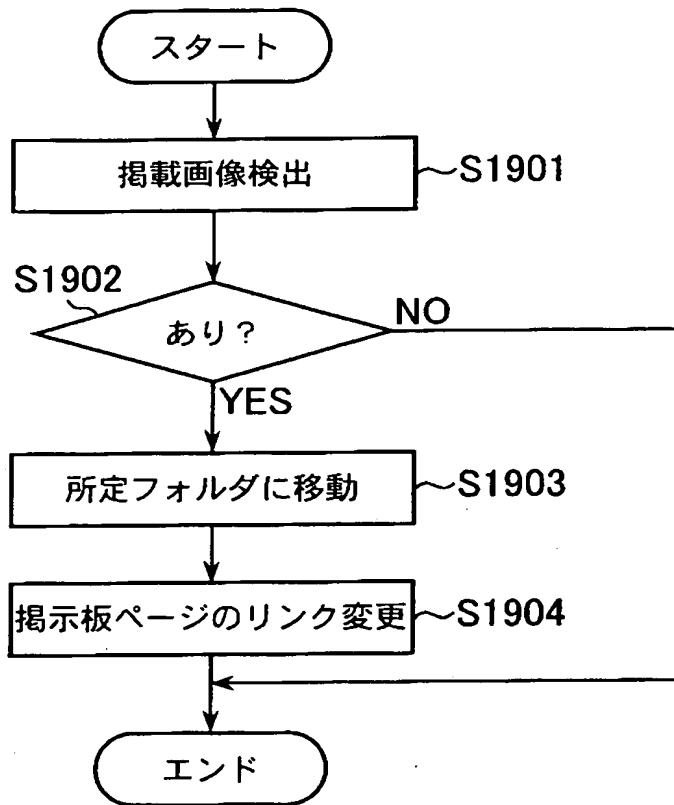 スタート
掲載画像検出
S1901
S1902
あり?
NO
YES
所定フォルダに移動
S1903
掲示板ページのリンク変更
S1904
エンド